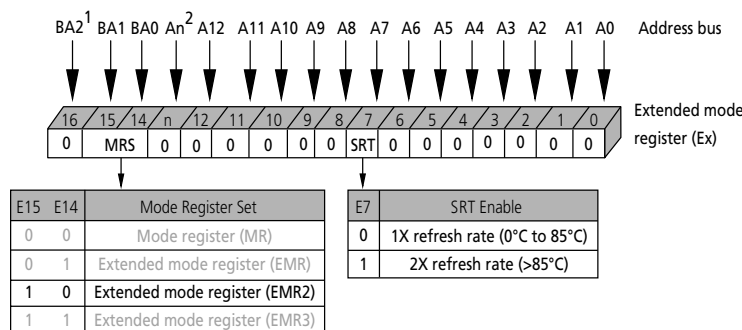 BA2¹ BA1 BA0 An² A12 A11 A10 A9 A8 A7 A6 A5 A4 A3 A2 A1 A0 Address bus
16 15 14 n 12 11 10 9 8 7 6 5 4 3 2 1 0 Extended mode
0 MRS 0 0 0 0 0 0 SRT 0 0 0 0 0 0 0 register (Ex)
E15 E14 Mode Register Set
0 0 Mode register (MR)
0 1 Extended mode register (EMR)
1 0 Extended mode register (EMR2)
1 1 Extended mode register (EMR3)
E7 SRT Enable
0 1X refresh rate (0°C to 85°C)
1 2X refresh rate (>85°C)